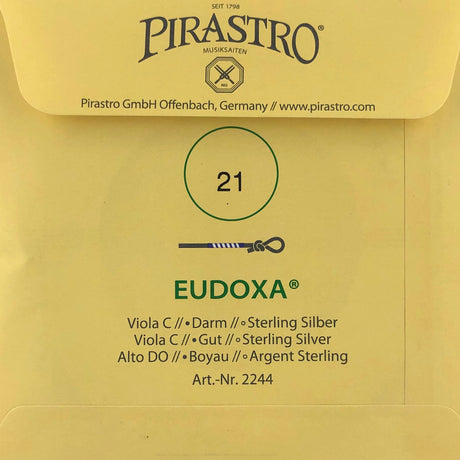 SEIT 1798
PIRASTRO®
MUSIKSAITEN
Pirastro GmbH Offenbach, Germany // www.pirastro.com
21
EUDOXA®
Viola C // • Darm // ∘ Sterling Silber
Viola C // • Gut // ∘ Sterling Silver
Alto DO // • Boyau // ∘ Argent Sterling
Art.-Nr. 2244